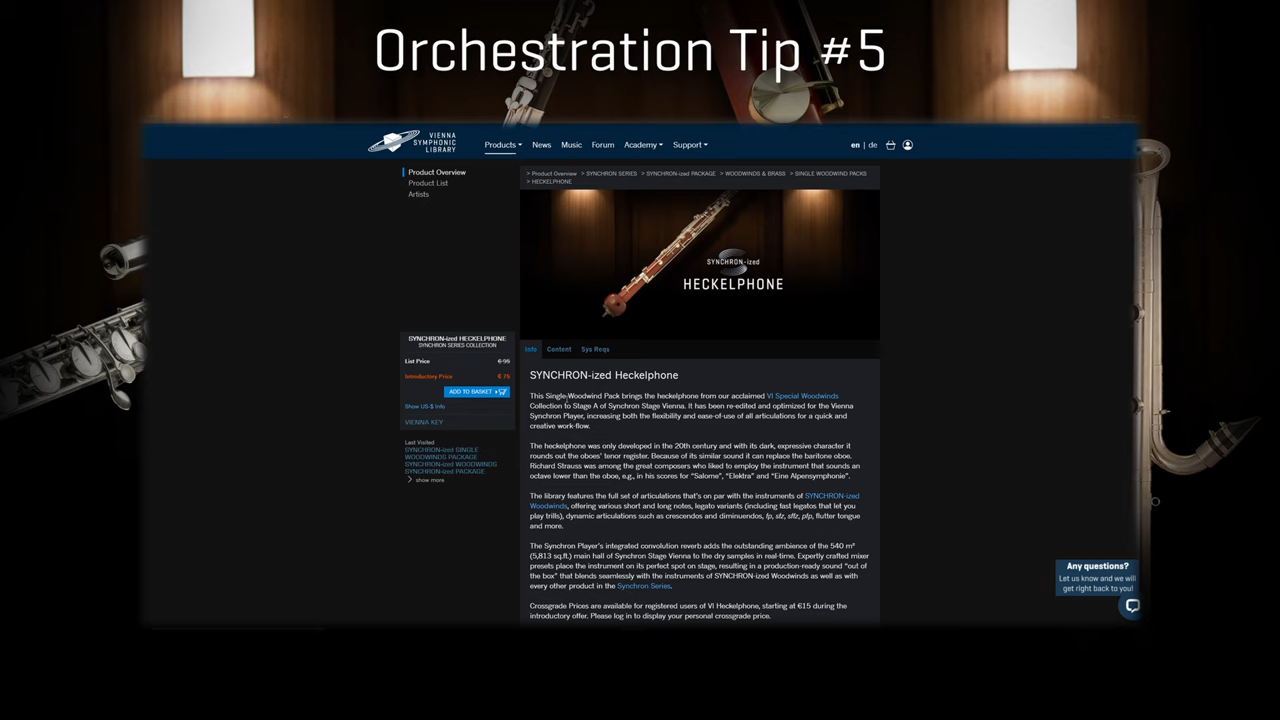 Orchestration Tip #5
VIENNA
SYMPHONIC
LIBRARY
Products News Music Forum Academy Support
en | de
Product Overview
Product List
Artists
> Product Overview > SYNCHRON SERIES > SYNCHRON-ized PACKAGE > WOODWINDS & BRASS > SINGLE WOODWIND PACKS
> HECKELPHONE
SYNCHRON-ized
HECKELPHONE
SYNCHRON-ized HECKELPHONE
SYNCHRON SERIES COLLECTION
List Price € 95
Introductory Price € 75
ADD TO BASKET
Show US-$ Info
VIENNA KEY
Last Visited
SYNCHRON-ized SINGLE
WOODWINDS PACKAGE
SYNCHRON-ized WOODWINDS
SYNCHRON-ized PACKAGE
show more
Info Content Sys Reqs
SYNCHRON-ized Heckelphone
This Single-Woodwind Pack brings the heckelphone from our acclaimed VI Special Woodwinds
Collection to Stage A of Synchron Stage Vienna. It has been re-edited and optimized for the Vienna
Synchron Player, increasing both the flexibility and ease-of-use of all articulations for a quick and
creative work-flow.
The heckelphone was only developed in the 20th century and with its dark, expressive character it
rounds out the oboes' tenor register. Because of its similar sound it can replace the baritone oboe.
Richard Strauss was among the great composers who liked to employ the instrument that sounds an
octave lower than the oboe, e.g., in his scores for "Salome", "Elektra" and "Eine Alpensymphonie".
The library features the full set of articulations that's on par with the instruments of SYNCHRON-ized
Woodwinds, offering various short and long notes, legato variants (including fast legatos that let you
play trills), dynamic articulations such as crescendos and diminuendos, fp, sfz, sffz, pfp, flutter tongue
and more.
The Synchron Player's integrated convolution reverb adds the outstanding ambience of the 540 m²
(5,813 sq.ft.) main hall of Synchron Stage Vienna to the dry samples in real-time. Expertly crafted mixer
presets place the instrument on its perfect spot on stage, resulting in a production-ready sound "out of
the box" that blends seamlessly with the instruments of SYNCHRON-ized Woodwinds as well as with
every other product in the Synchron Series.
Crossgrade Prices are available for registered users of VI Heckelphone, starting at €15 during the
introductory offer. Please log in to display your personal crossgrade price.
Any questions?
Let us know and we will
get right back to you!